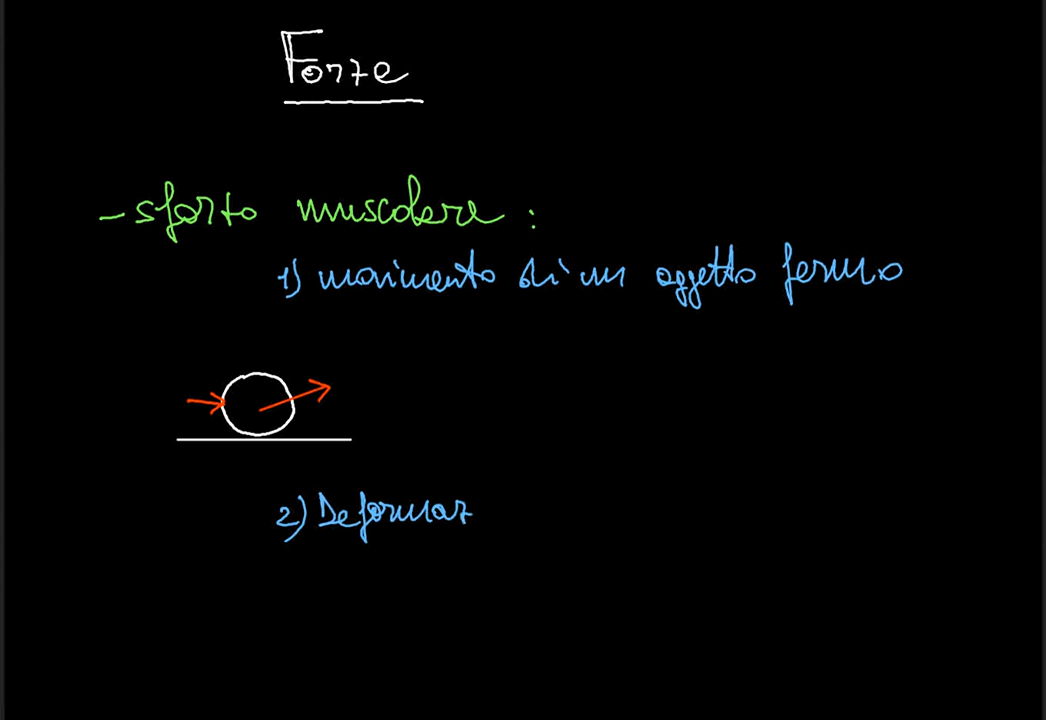 Forze
- sforzo muscolare :
1) movimento di un oggetto fermo
2) Deformaz